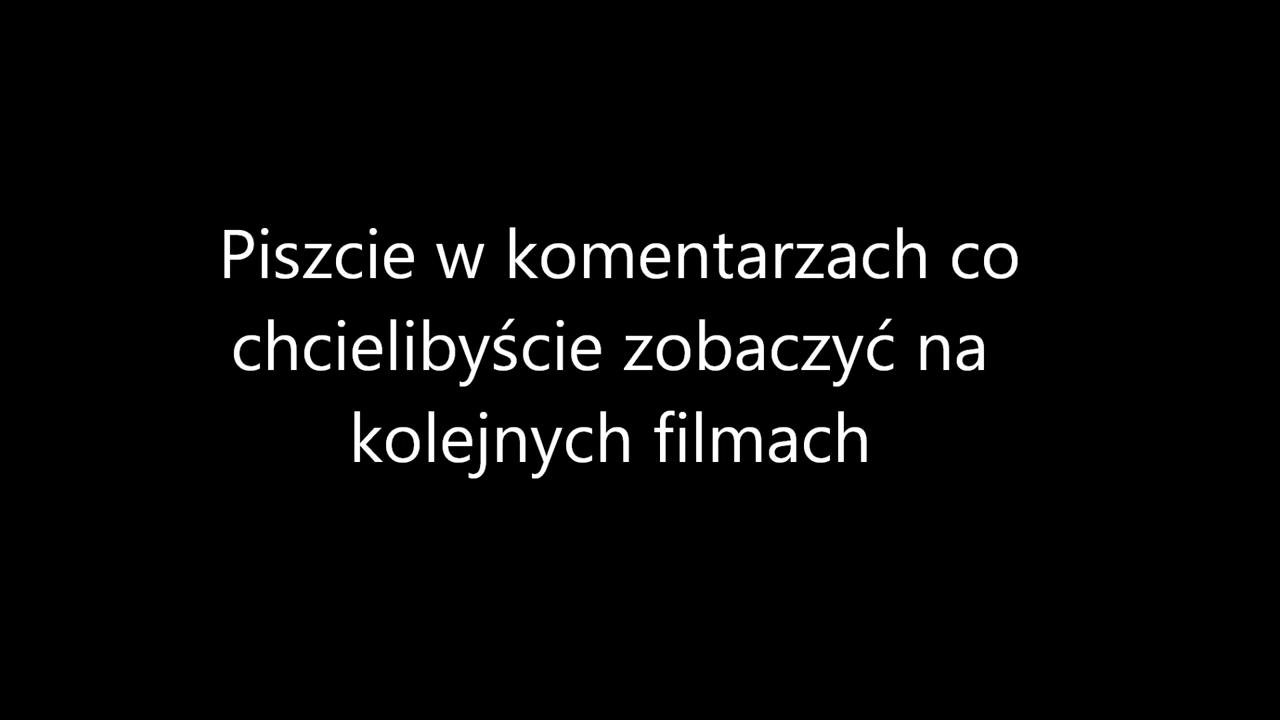 Piszcie w komentarzach co
chcielibyście zobaczyć na
kolejnych filmach